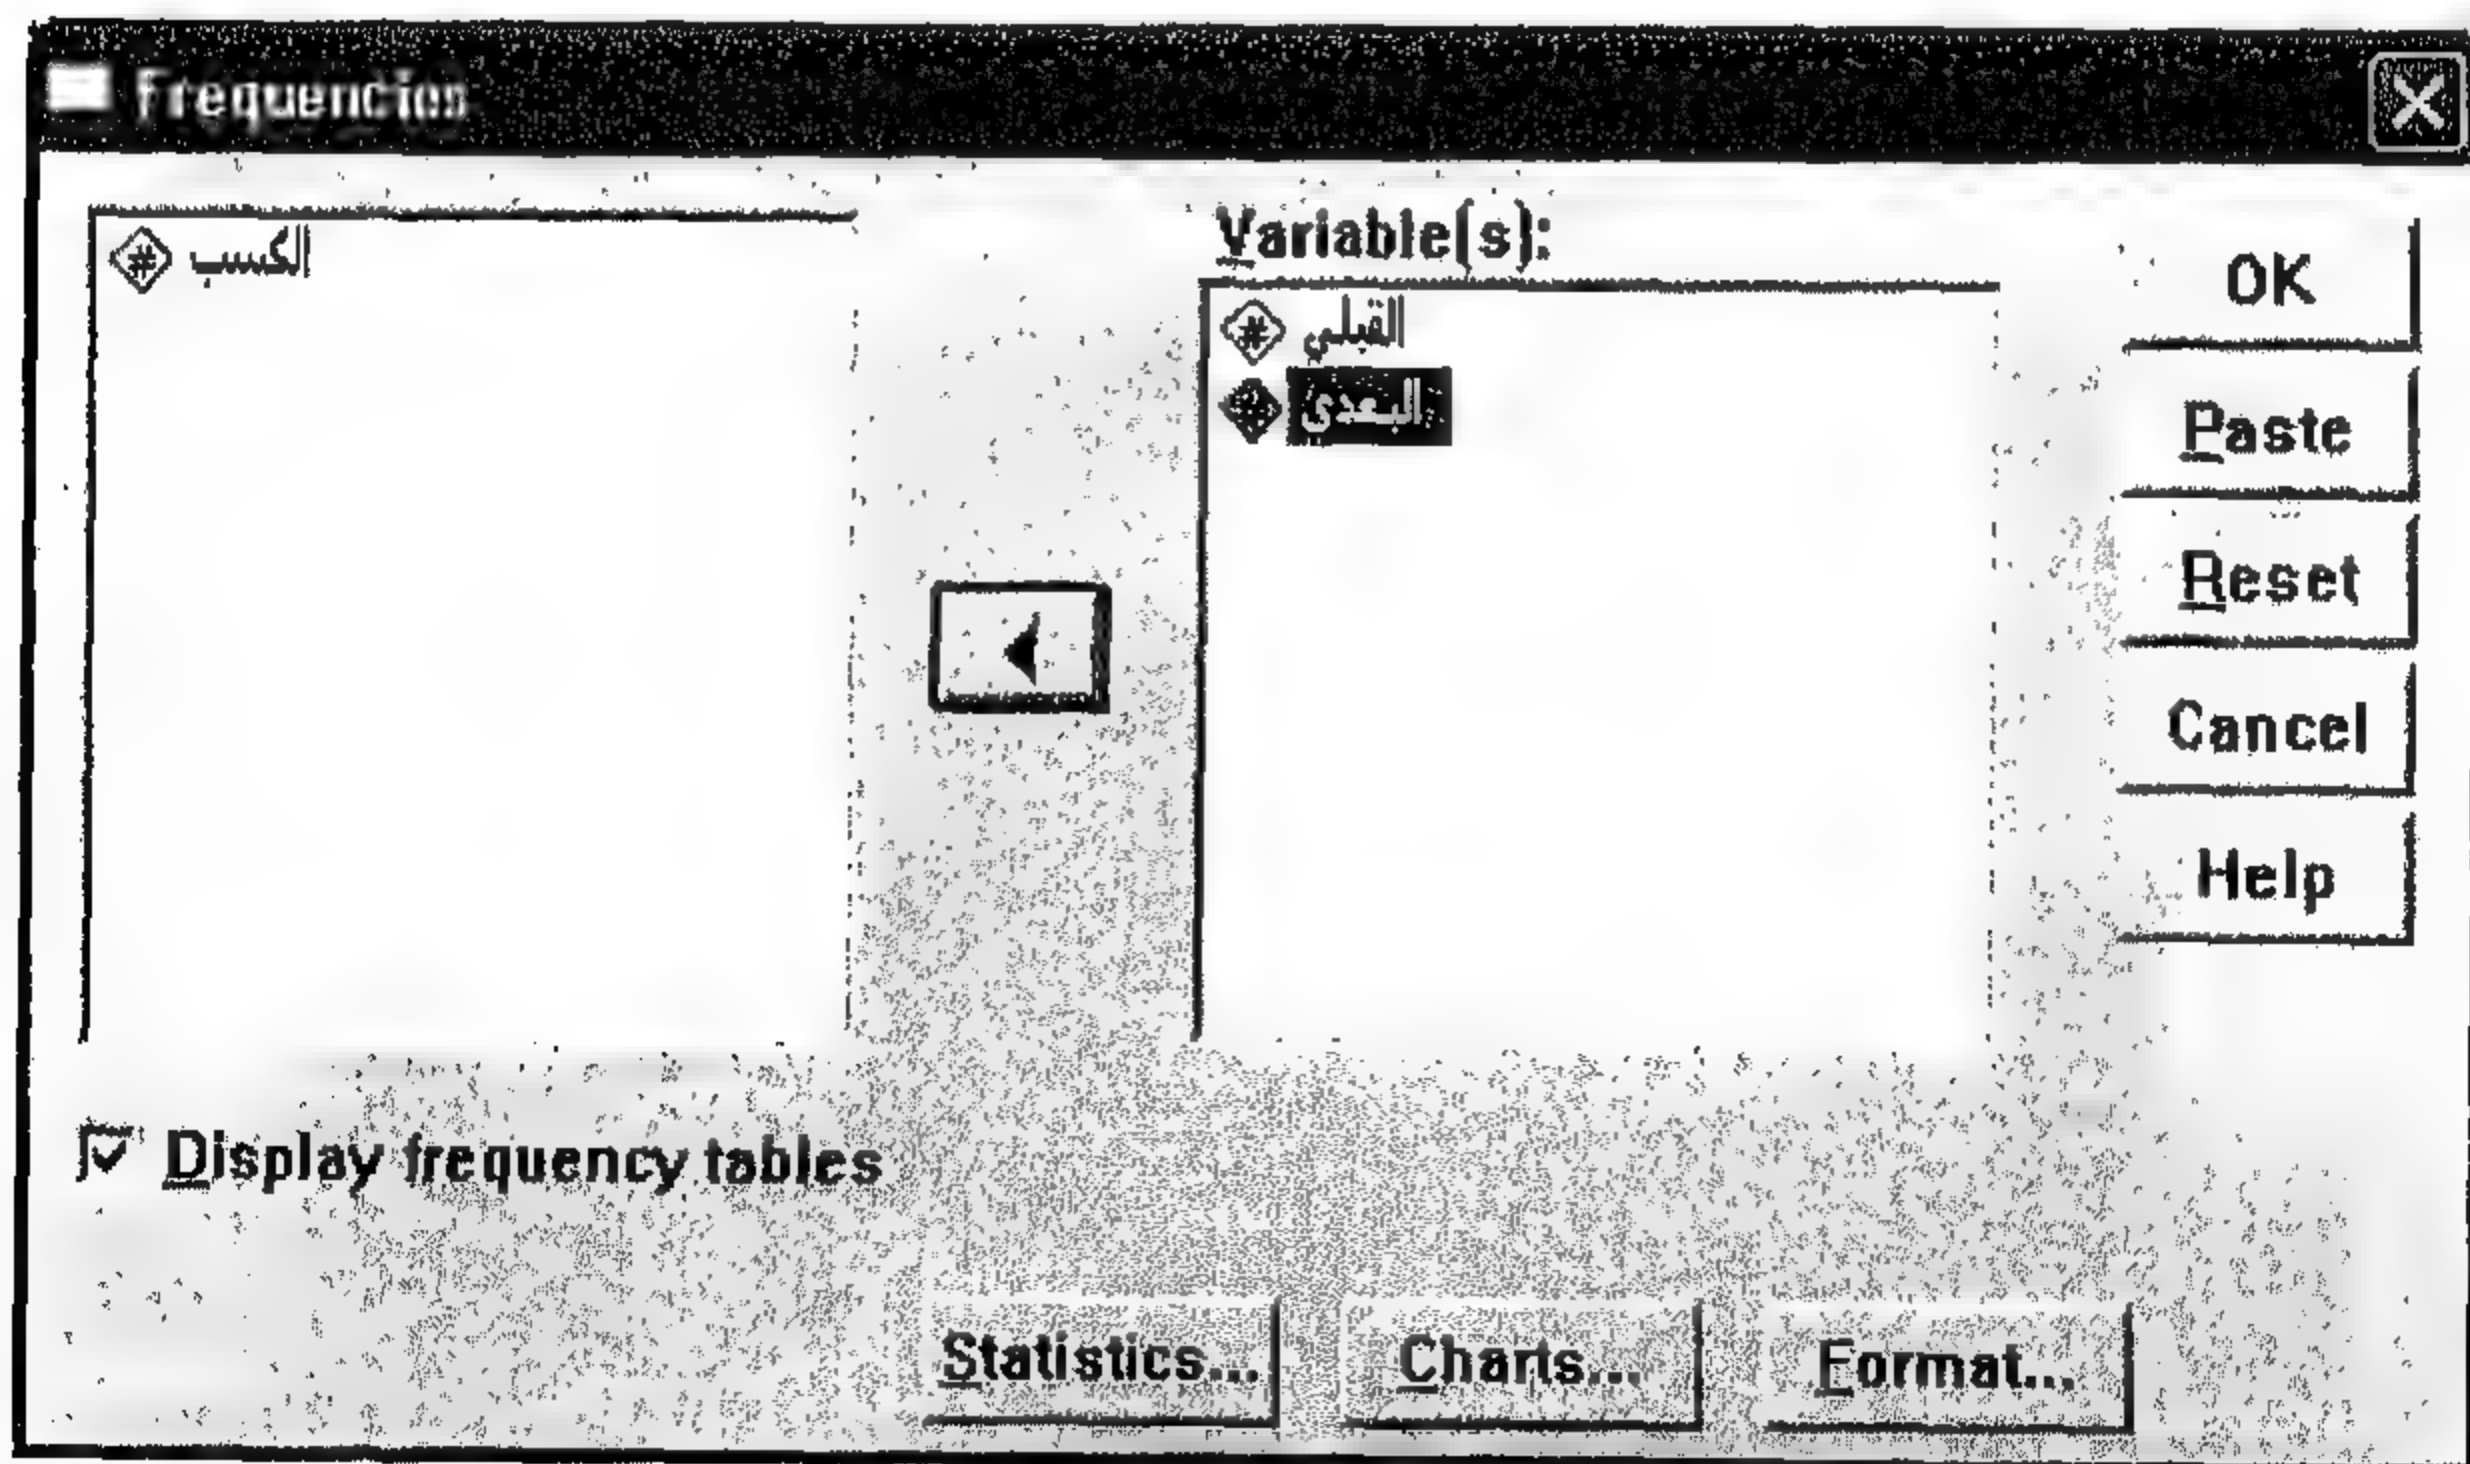 Frequencies
الكسب
Variable(s):
القبلي
البعدي
OK
Paste
Reset
Cancel
Help
Display frequency tables
Statistics...
Charts...
Format...